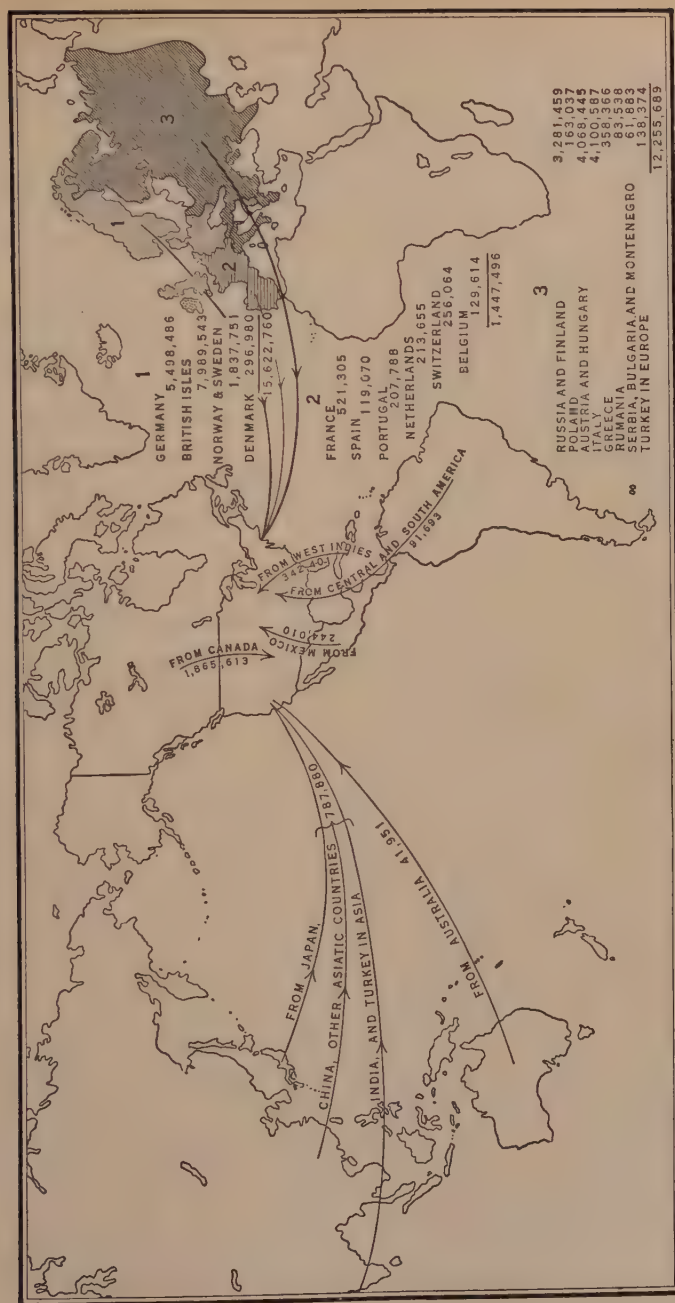 1
GERMANY
5,498,486
BRITISH ISLES
7,989,543
NORWAY & SWEDEN
1,837,751
DENMARK
296,980
15,622,760
2
FRANCE
521,305
SPAIN
119,070
PORTUGAL
207,788
NETHERLANDS
213,655
SWITZERLAND
256,064
BELGIUM
129,614
1,447,496
3
RUSSIA AND FINLAND 3,281,459
POLAND 163,037
AUSTRIA AND HUNGARY 4,068,445
ITALY 4,100,587
GREECE 358,366
RUMANIA 83,538
SERBIA, BULGARIA, AND MONTENEGRO 61,883
TURKEY IN EUROPE 138,374
12,255,689
1
2
3
FROM CANADA
1,865,613
FROM MEXICO
244,010
FROM WEST INDIES
342,401
FROM CENTRAL AND SOUTH AMERICA
91,693
FROM JAPAN,
CHINA, OTHER ASIATIC COUNTRIES 787,880
INDIA, AND TURKEY IN ASIA
FROM AUSTRALIA 41,951